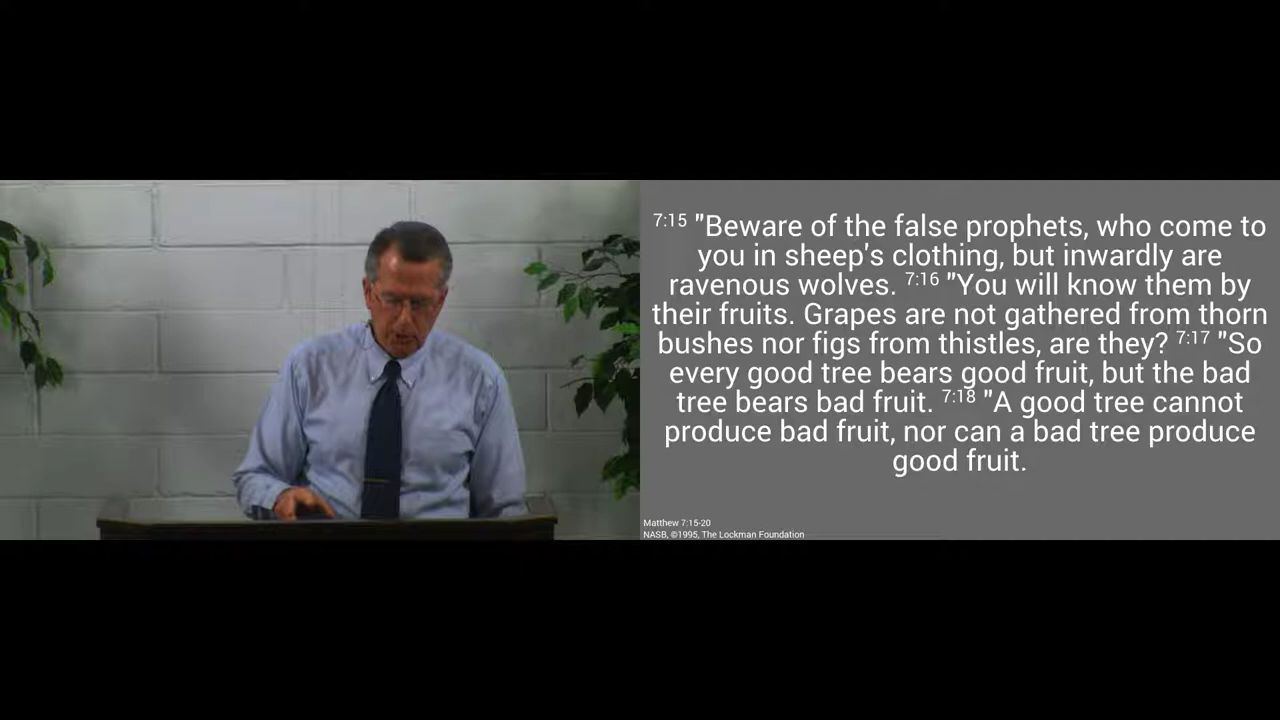 7:15 "Beware of the false prophets, who come to
you in sheep's clothing, but inwardly are
ravenous wolves. 7:16 "You will know them by
their fruits. Grapes are not gathered from thorn
bushes nor figs from thistles, are they? 7:17 "So
every good tree bears good fruit, but the bad
tree bears bad fruit. 7:18 "A good tree cannot
produce bad fruit, nor can a bad tree produce
good fruit.
Matthew 7:15-20
NASB, ©1995, The Lockman Foundation